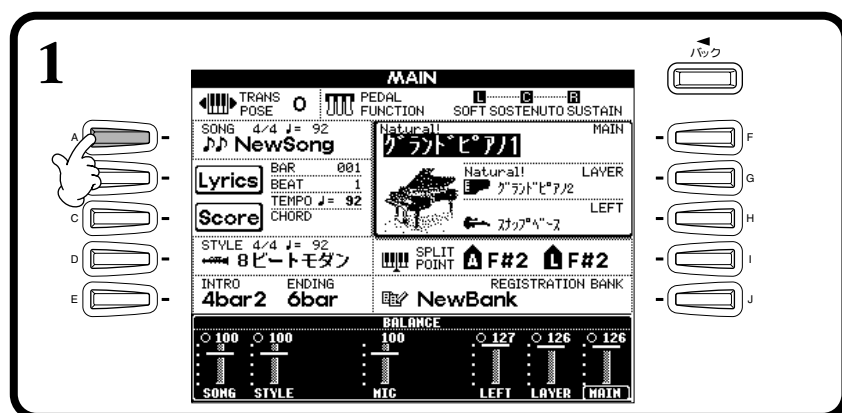 1
バック
MAIN
TRANS POSE 0
PEDAL FUNCTION
L C R
SOFT SOSTENUTO SUSTAIN
SONG 4/4 ♩= 92
NewSong
Natural! MAIN
グランドピアノ1
Lyrics
BAR 001
BEAT 1
TEMPO ♩= 92
Score
CHORD
Natural! LAYER
グランドピアノ2
LEFT
スナップベース
STYLE 4/4 ♩= 92
8ビートモダン
SPLIT POINT A F#2 L F#2
INTRO ENDING
4bar2 6bar
REGISTRATION BANK
NewBank
BALANCE
100 100 100 127 126 126
SONG STYLE MIC LEFT LAYER MAIN
A
C
D
E
F
G
H
I
J